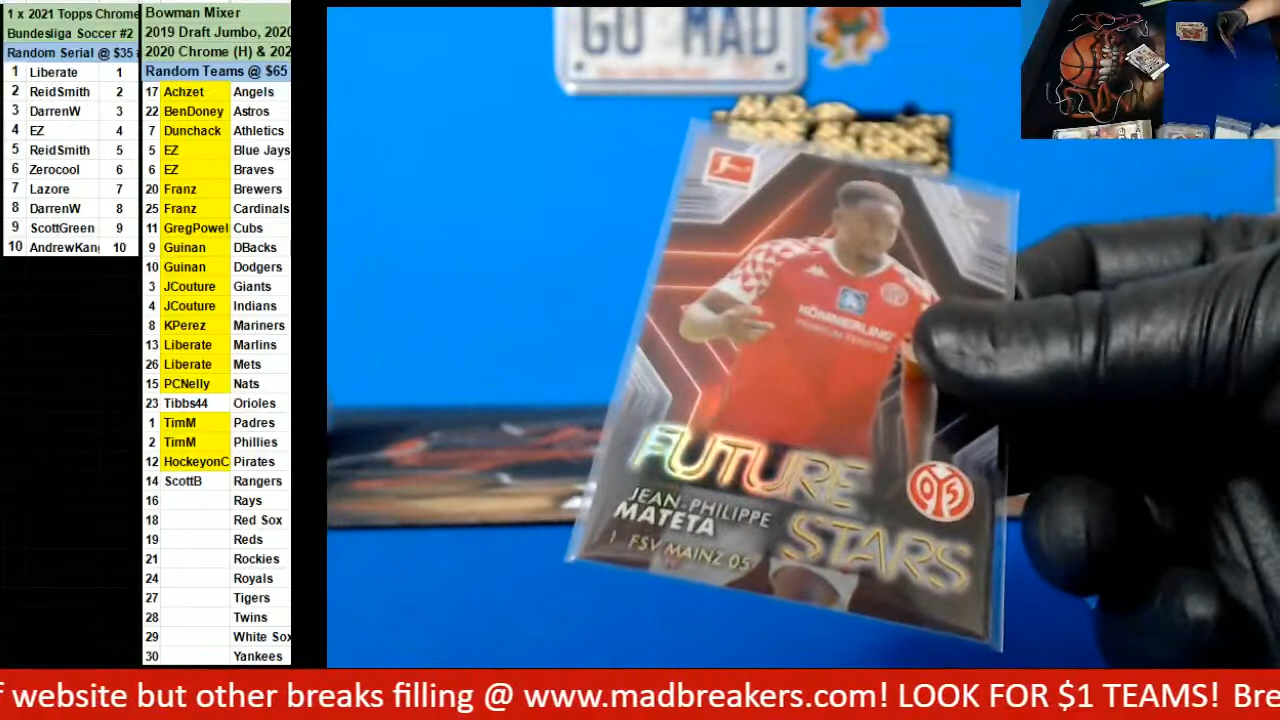 1 x 2021 Topps Chrome
Bundesliga Soccer #2
Random Serial @ $35
1 Liberate 1
2 ReidSmith 2
3 DarrenW 3
4 EZ 4
5 ReidSmith 5
6 Zerocool 6
7 Lazore 7
8 DarrenW 8
9 ScottGreen 9
10 AndrewKan 10
Bowman Mixer
2019 Draft Jumbo, 2020
2020 Chrome (H) & 202
Random Teams @ $65
17 Achzet Angels
22 BenDoney Astros
7 Dunchack Athletics
5 EZ Blue Jays
6 EZ Braves
20 Franz Brewers
25 Franz Cardinals
11 GregPowel Cubs
9 Guinan DBacks
10 Guinan Dodgers
3 JCouture Giants
4 JCouture Indians
8 KPerez Mariners
13 Liberate Marlins
26 Liberate Mets
15 PCNelly Nats
23 Tibbs44 Orioles
1 TimM Padres
2 TimM Phillies
12 HockeyonC Pirates
14 ScottB Rangers
16 Rays
18 Red Sox
19 Reds
21 Rockies
24 Royals
27 Tigers
28 Twins
29 White Sox
30 Yankees
GO MAD
KÖMMERLING
FUTURE
STARS
JEAN-PHILIPPE
MATETA
1. FSV MAINZ 05
05
f website but other breaks filling @ www.madbreakers.com! LOOK FOR $1 TEAMS! Bre